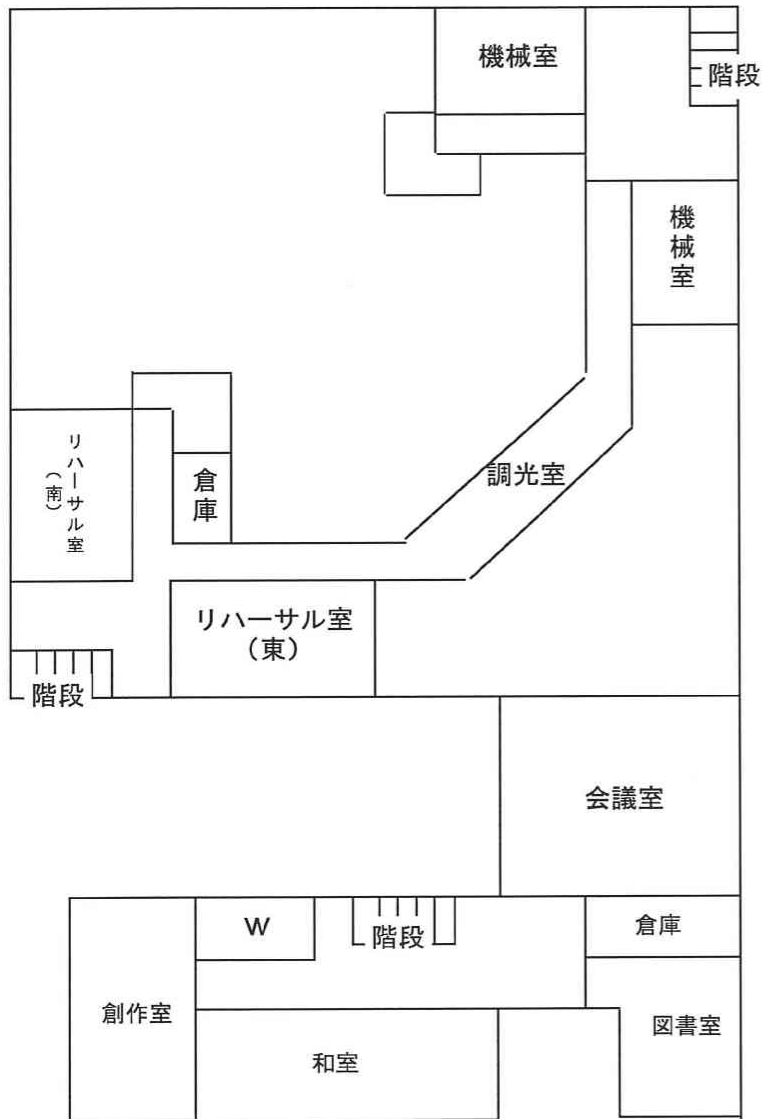 機械室
階段
機械室
リハーサル室
（南）
倉庫
調光室
リハーサル室
（東）
階段
会議室
W
階段
倉庫
創作室
図書室
和室